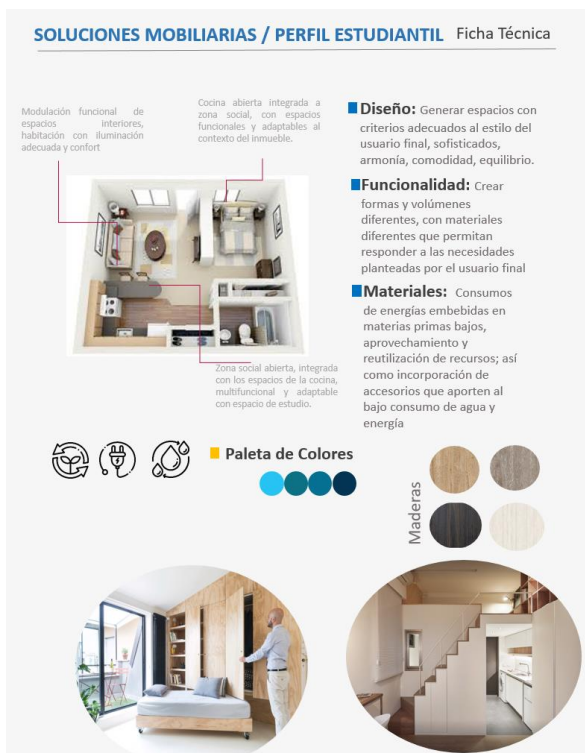 SOLUCIONES MOBILIARIAS / PERFIL ESTUDIANTIL Ficha Técnica
Modulación funcional de
espacios interiores,
habitación con iluminación
adecuada y confort
Cocina abierta integrada a
zona social, con espacios
funcionales y adaptables al
contexto del inmueble.
Diseño: Generar espacios con
criterios adecuados al estilo del
usuario final, sofisticados,
armonía, comodidad, equilibrio.
Funcionalidad: Crear
formas y volúmenes
diferentes, con materiales
diferentes que permitan
responder a las necesidades
planteadas por el usuario final
Materiales: Consumos
de energías embebidas en
materias primas bajos,
aprovechamiento y
reutilización de recursos; así
como incorporación de
accesorios que aporten al
bajo consumo de agua y
energía
Zona social abierta, integrada
con los espacios de la cocina,
multifuncional y adaptable
con espacio de estudio.
Paleta de Colores
Maderas